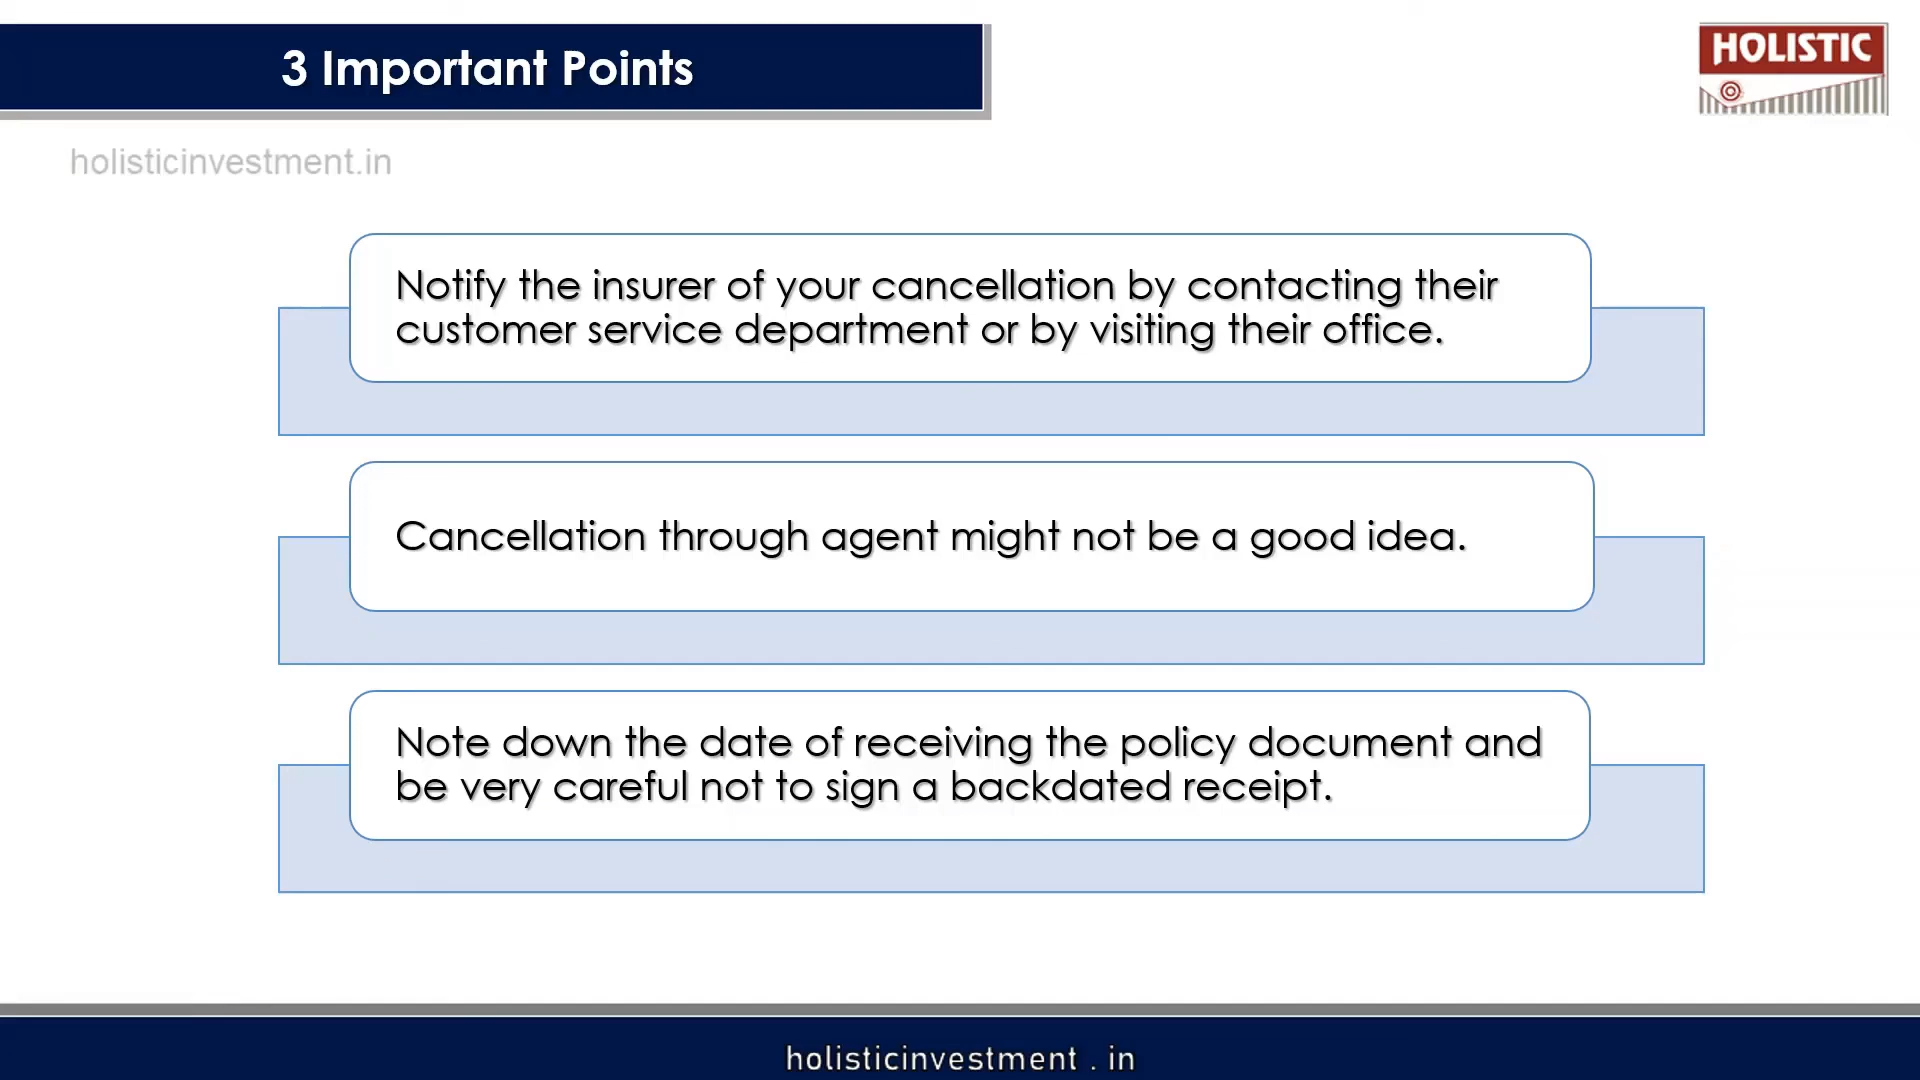 3 Important Points
HOLISTIC
holisticinvestment.in
Notify the insurer of your cancellation by contacting their
customer service department or by visiting their office.
Cancellation through agent might not be a good idea.
Note down the date of receiving the policy document and
be very careful not to sign a backdated receipt.
holisticinvestment . in